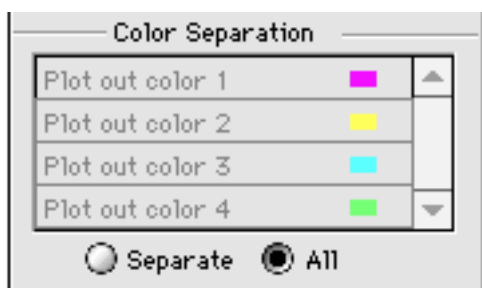 Color Separation
Plot out color 1
Plot out color 2
Plot out color 3
Plot out color 4
Separate All